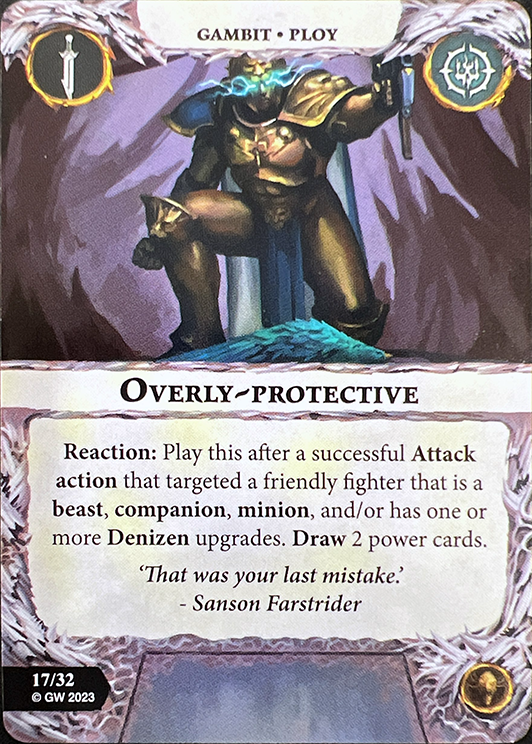 GAMBIT • PLOY
OVERLY~PROTECTIVE
Reaction: Play this after a successful Attack
action that targeted a friendly fighter that is a
beast, companion, minion, and/or has one or
more Denizen upgrades. Draw 2 power cards.
‘That was your last mistake.’
- Sanson Farstrider
17/32
© GW 2023